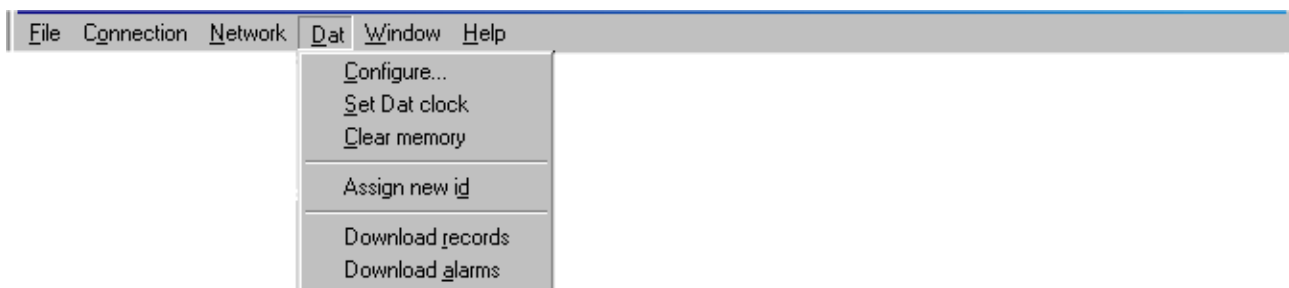 File Connection Network Dat Window Help
Configure...
Set Dat clock
Clear memory
Assign new id
Download records
Download alarms